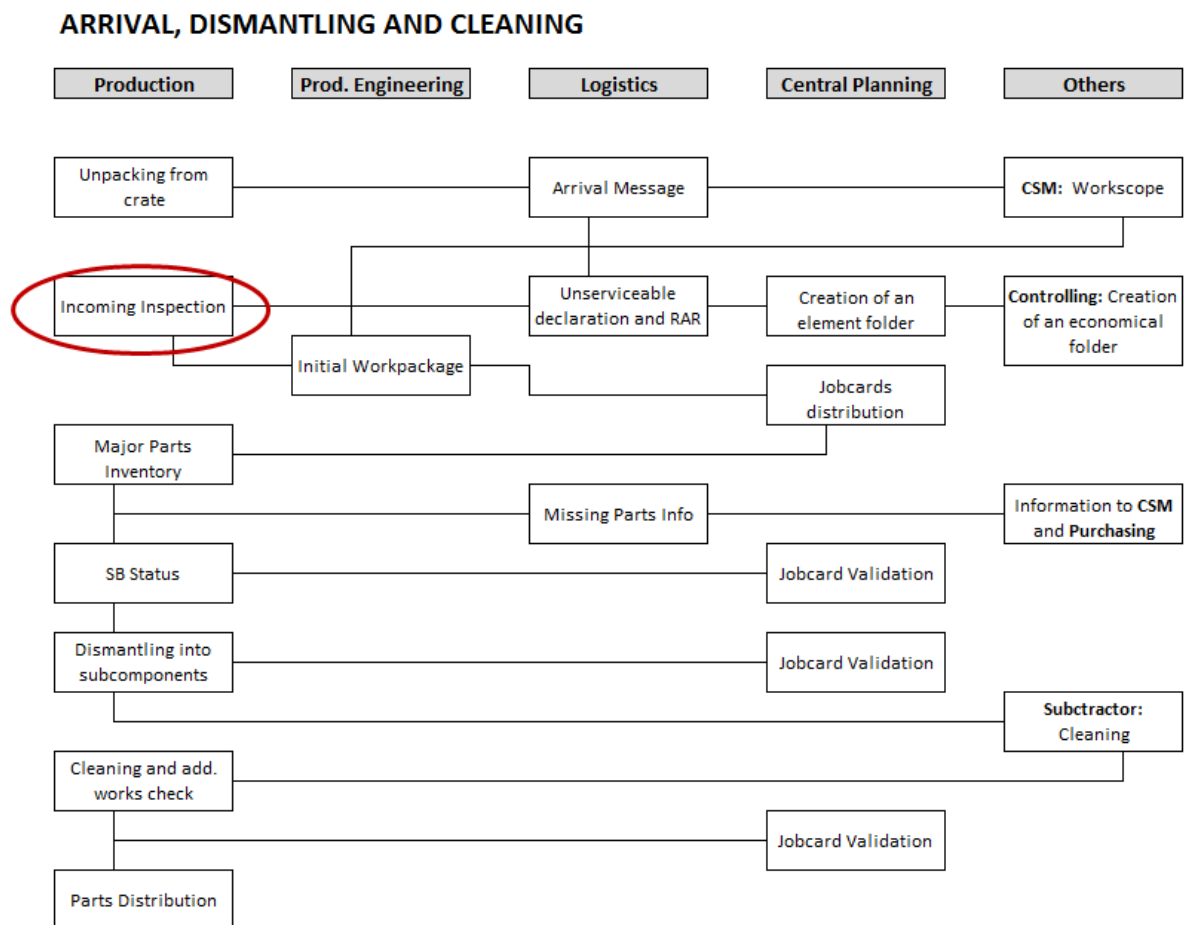 ARRIVAL, DISMANTLING AND CLEANING
Production
Prod. Engineering
Logistics
Central Planning
Others
Unpacking from
crate
Arrival Message
CSM: Workscope
Incoming Inspection
Unserviceable
declaration and RAR
Creation of an
element folder
Controlling: Creation
of an economical
folder
Initial Workpackage
Jobcards
distribution
Major Parts
Inventory
Missing Parts Info
Information to CSM
and Purchasing
SB Status
Jobcard Validation
Dismantling into
subcomponents
Jobcard Validation
Subctractor:
Cleaning
Cleaning and add.
works check
Jobcard Validation
Parts Distribution